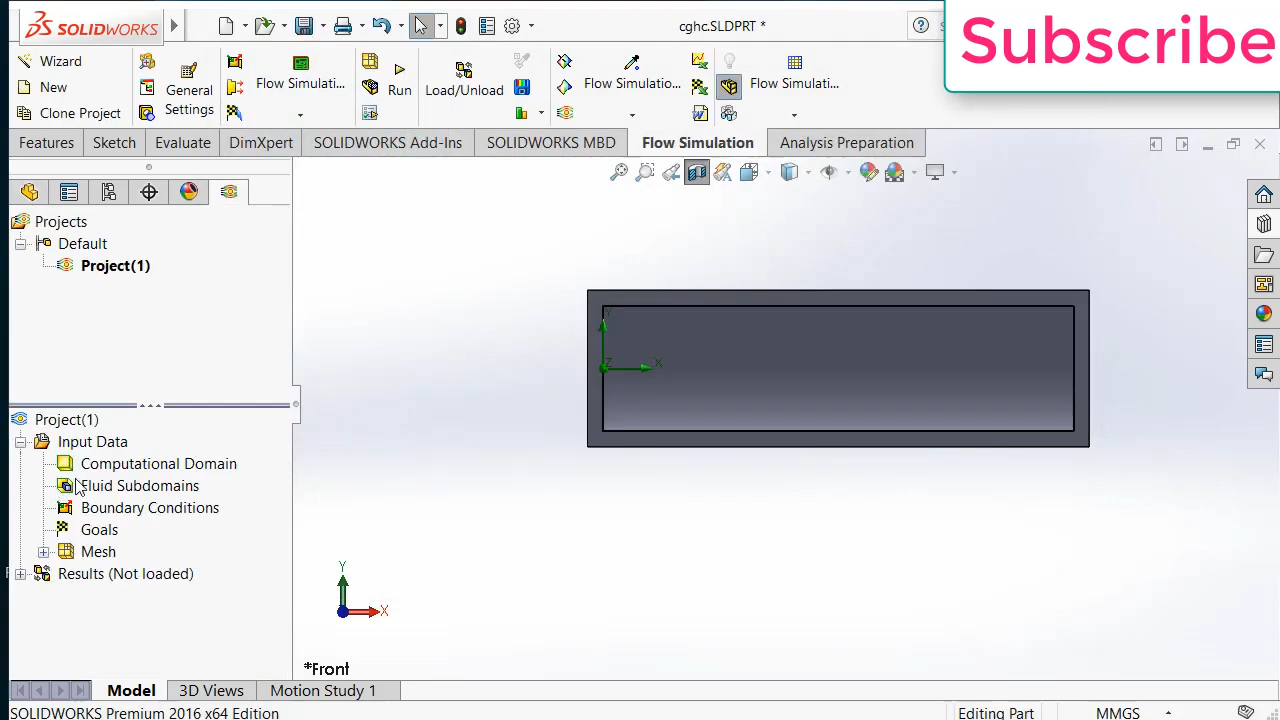 SOLIDWORKS
cghc.SLDPRT *
Subscribe
Wizard
New
Clone Project
General
Settings
Flow Simulati...
Run
Load/Unload
Flow Simulatio...
Flow Simulati...
Features
Sketch
Evaluate
DimXpert
SOLIDWORKS Add-Ins
SOLIDWORKS MBD
Flow Simulation
Analysis Preparation
Projects
Default
Project(1)
Y
Z
X
Project(1)
Input Data
Computational Domain
Fluid Subdomains
Boundary Conditions
Goals
Mesh
Results (Not loaded)
Y
X
*Front
Model
3D Views
Motion Study 1
SOLIDWORKS Premium 2016 x64 Edition
Editing Part
MMGS